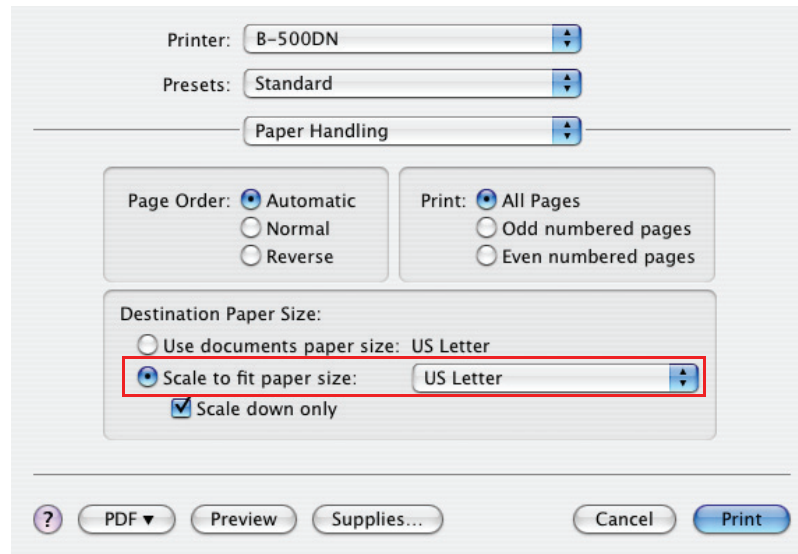 Printer: B-500DN
Presets: Standard
Paper Handling
Page Order: Automatic
Normal
Reverse
Print: All Pages
Odd numbered pages
Even numbered pages
Destination Paper Size:
Use documents paper size: US Letter
Scale to fit paper size: US Letter
Scale down only
? PDF▼ Preview Supplies... Cancel Print